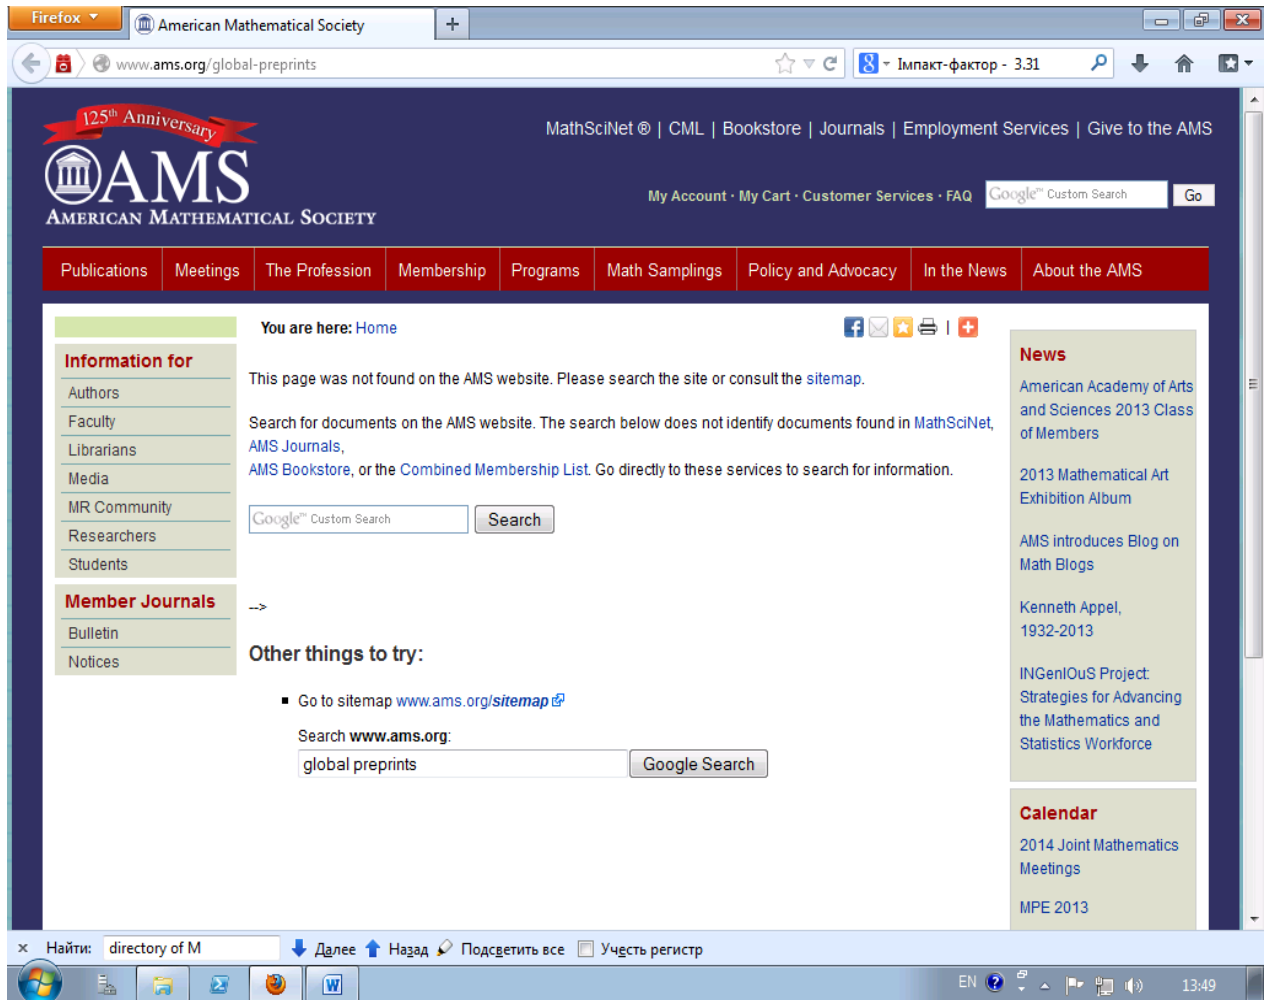 Firefox
American Mathematical Society
www.ams.org/global-preprints
8 Імпакт-фактор - 3.31
125th Anniversary
MathSciNet ® | CML | Bookstore | Journals | Employment Services | Give to the AMS
AMS
AMERICAN MATHEMATICAL SOCIETY
My Account · My Cart · Customer Services · FAQ Google™ Custom Search Go
Publications Meetings The Profession Membership Programs Math Samplings Policy and Advocacy In the News About the AMS
Information for
Authors
Faculty
Librarians
Media
MR Community
Researchers
Students
Member Journals
Bulletin
Notices
You are here: Home
This page was not found on the AMS website. Please search the site or consult the sitemap.
Search for documents on the AMS website. The search below does not identify documents found in MathSciNet,
AMS Journals,
AMS Bookstore, or the Combined Membership List. Go directly to these services to search for information.
Google™ Custom Search Search
-->
Other things to try:
Go to sitemap www.ams.org/sitemap
Search www.ams.org:
global preprints Google Search
News
American Academy of Arts
and Sciences 2013 Class
of Members
2013 Mathematical Art
Exhibition Album
AMS introduces Blog on
Math Blogs
Kenneth Appel,
1932-2013
INGenIOuS Project:
Strategies for Advancing
the Mathematics and
Statistics Workforce
Calendar
2014 Joint Mathematics
Meetings
MPE 2013
x Найти: directory of M Далее Назад Подсветить все Учесть регистр
EN 13:49